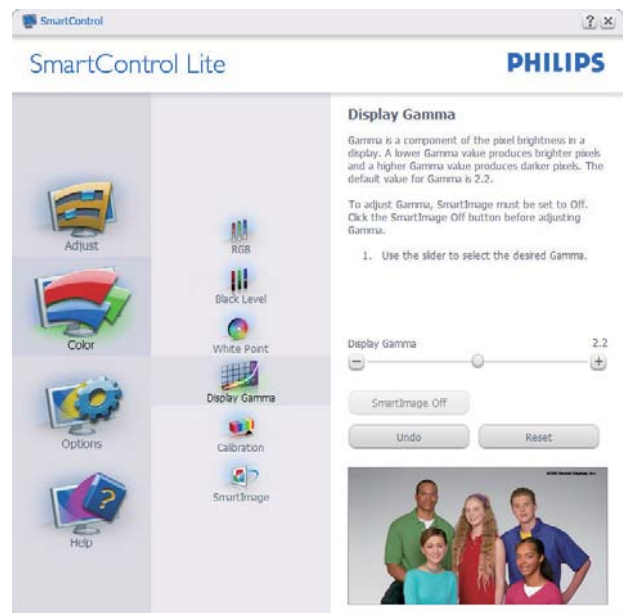 SmartControl
? ×
SmartControl Lite
PHILIPS
Adjust
Color
Options
Help
RGB
Black Level
White Point
Display Gamma
Calibration
SmartImage
Display Gamma
Gamma is a component of the pixel brightness in a
display. A lower Gamma value produces brighter pixels
and a higher Gamma value produces darker pixels. The
default value for Gamma is 2.2.
To adjust Gamma, SmartImage must be set to Off.
Click the SmartImage Off button before adjusting
Gamma.
1. Use the slider to select the desired Gamma.
Display Gamma 2.2
SmartImage Off
Undo Reset